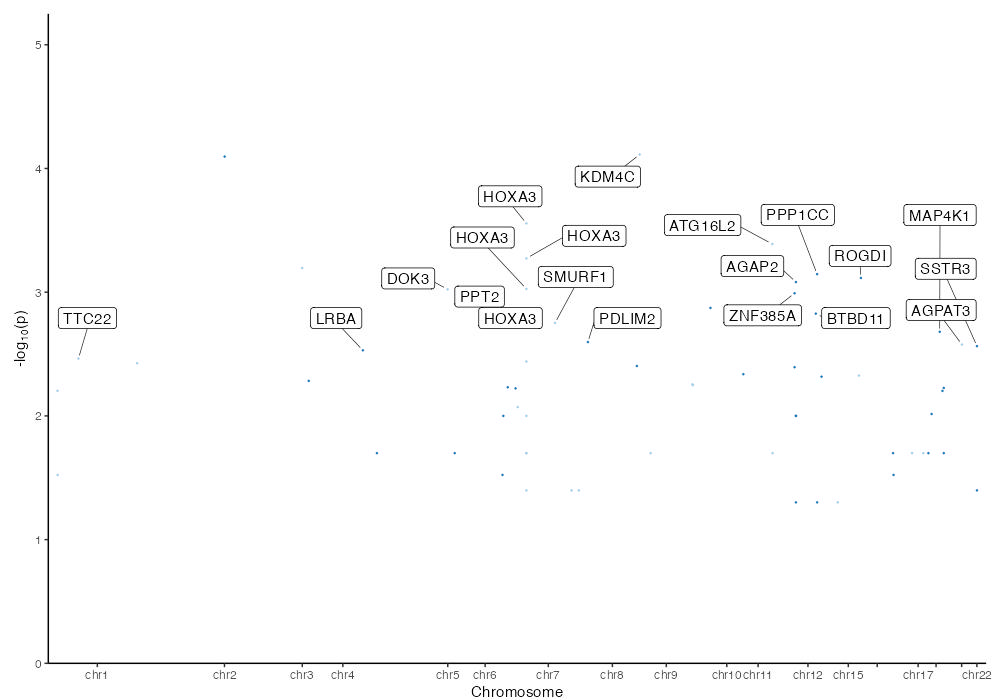 5
4
KDM4C
HOXA3
PPP1CC
MAP4K1
ATG16L2
HOXA3
HOXA3
ROGDI
AGAP2
SSTR3
DOK3
SMURF1
3
PPT2
AGPAT3
TTC22
LRBA
HOXA3
PDLIM2
ZNF385A
BTBD11
-log10(p)
2
1
0
chr1 chr2 chr3 chr4 chr5 chr6 chr7 chr8 chr9 chr10 chr11 chr12 chr15 chr17 chr22
Chromosome